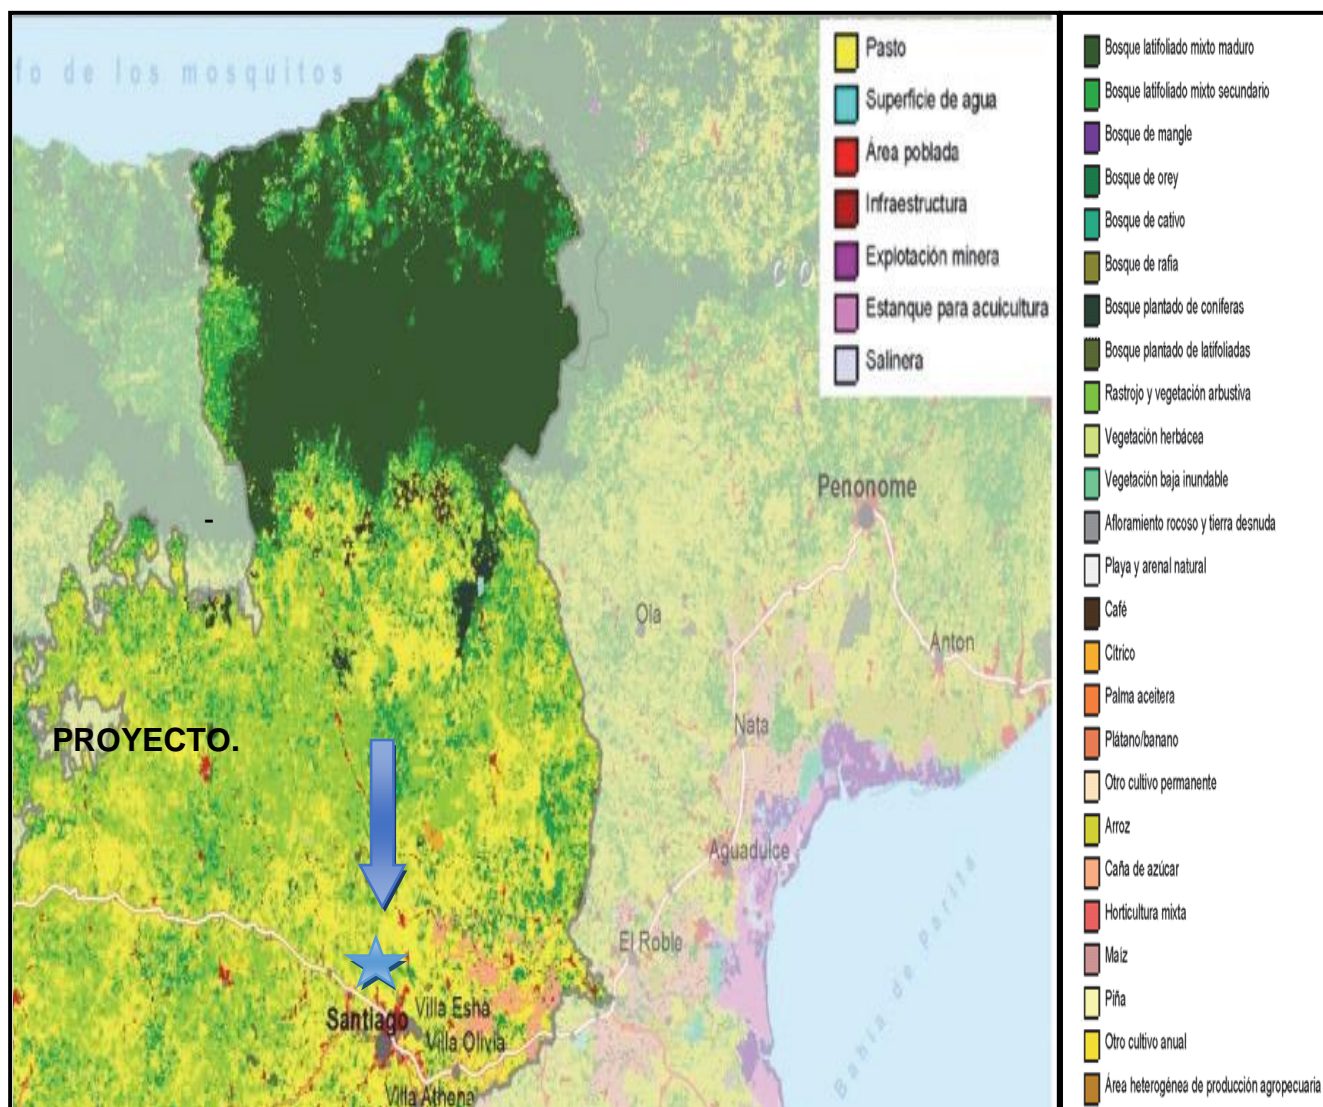 fo de los mosquitos
Pasto
Superficie de agua
Área poblada
Infraestructura
Explotación minera
Estanque para acuicultura
Salinera
Penonome
-
Ola
Anton
Nata
PROYECTO.
Aguadulce
El Roble
Villa Esha
Santiago
Villa Olivia
Villa Athena
Bahia de Parita
Bosque latifoliado mixto maduro
Bosque latifoliado mixto secundario
Bosque de mangle
Bosque de orey
Bosque de cativo
Bosque de rafia
Bosque plantado de coníferas
Bosque plantado de latifoliadas
Rastrojo y vegetación arbustiva
Vegetación herbácea
Vegetación baja inundable
Afloramiento rocoso y tierra desnuda
Playa y arenal natural
Café
Cítrico
Palma aceitera
Plátano/banano
Otro cultivo permanente
Arroz
Caña de azúcar
Horticultura mixta
Maíz
Piña
Otro cultivo anual
Área heterogénea de producción agropecuaria